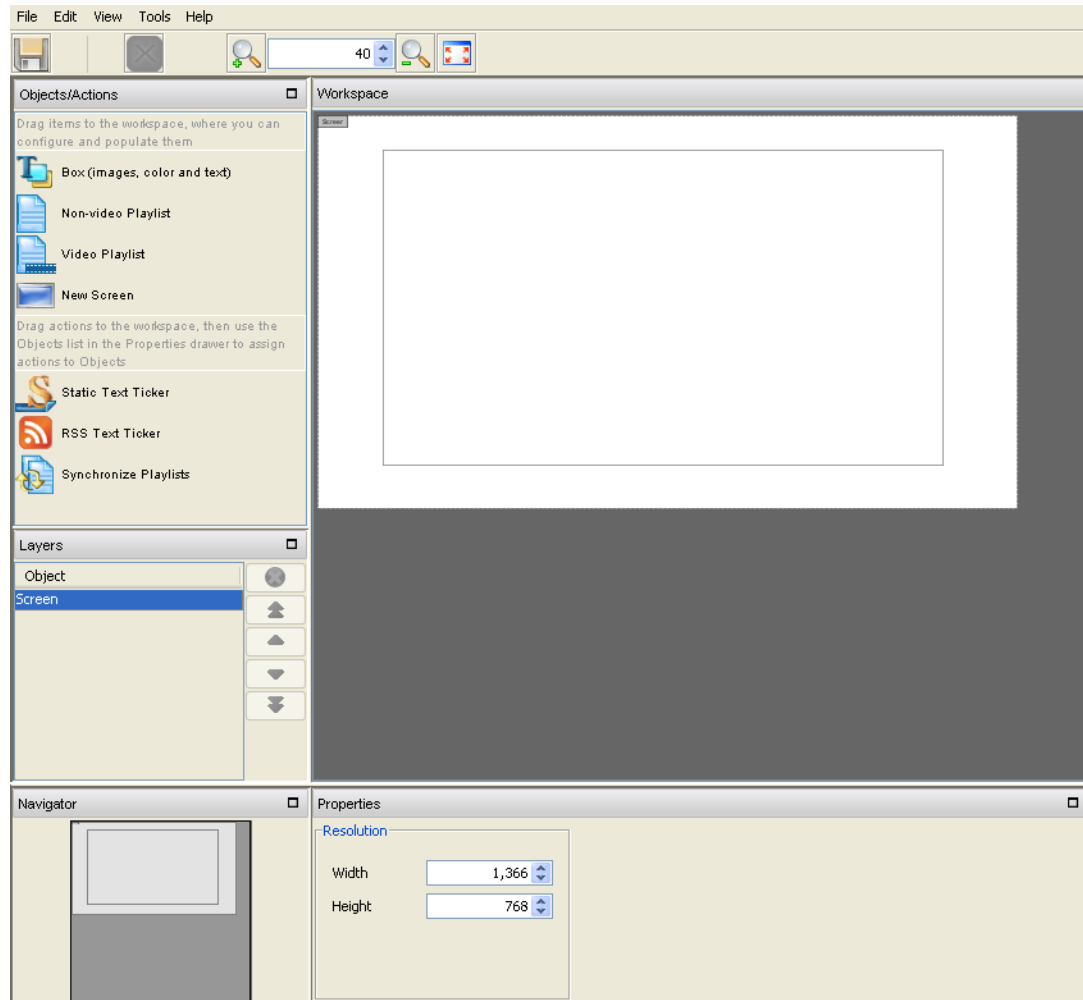 File Edit View Tools Help
40
Objects/Actions
Workspace
Drag items to the workspace, where you can
configure and populate them
Screen
Box (images, color and text)
Non-video Playlist
Video Playlist
New Screen
Drag actions to the workspace, then use the
Objects list in the Properties drawer to assign
actions to Objects
Static Text Ticker
RSS Text Ticker
Synchronize Playlists
Layers
Object
Screen
Navigator
Properties
Resolution
Width 1,366
Height 768